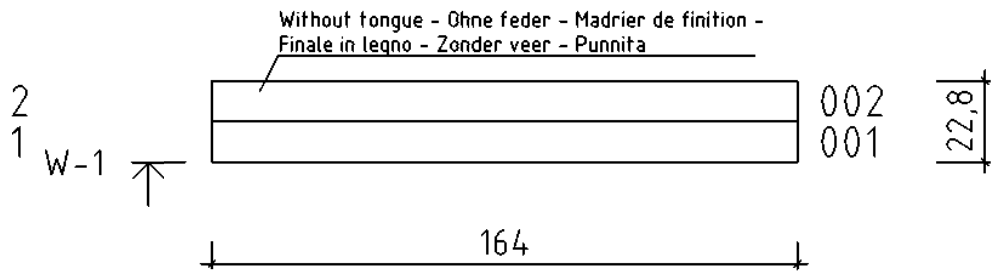 Without tongue - Ohne feder - Madrier de finition -
Finale in legno - Zonder veer - Punnita
2 002
1 001
W-1
22,8
164